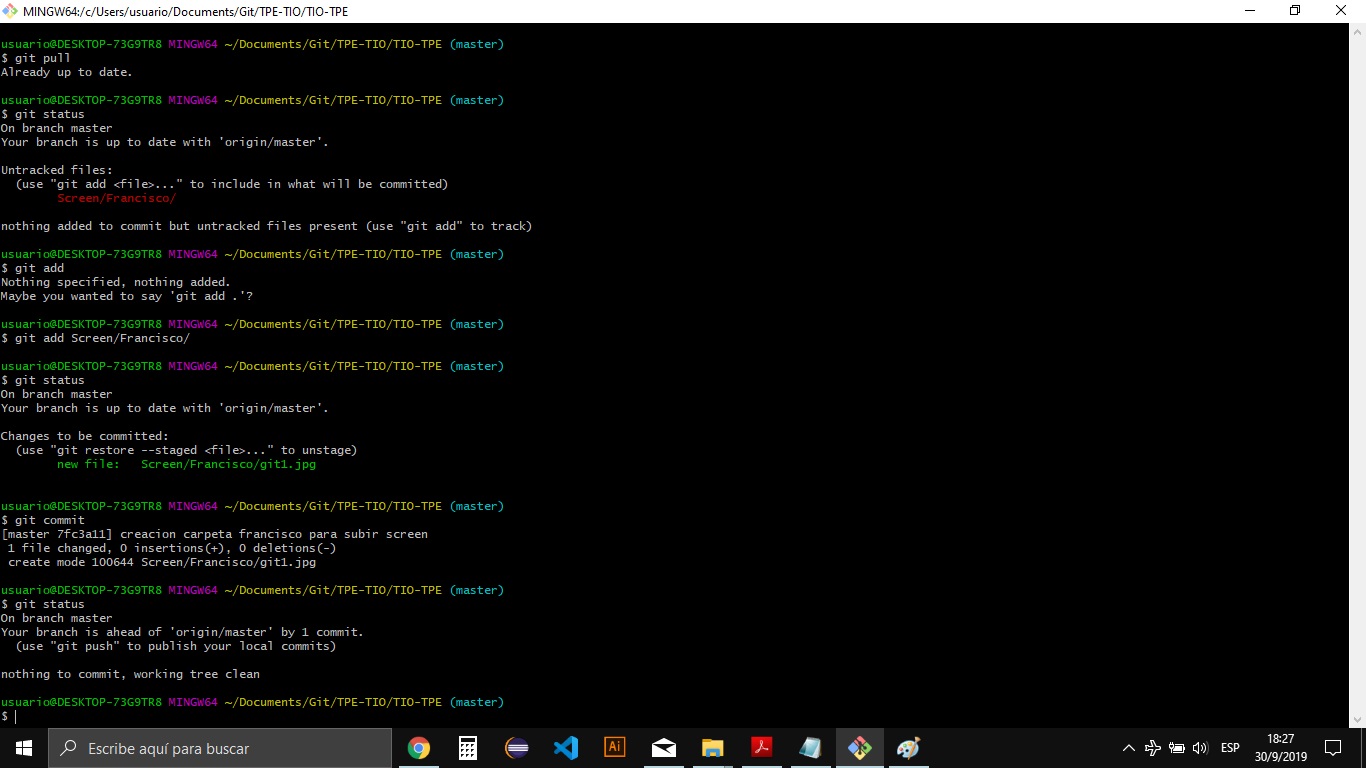 MINGW64:/c/Users/usuario/Documents/Git/TPE-TIO/TIO-TPE
usuario@DESKTOP-73G9TR8 MINGW64 ~/Documents/Git/TPE-TIO/TIO-TPE (master)
$ git pull
Already up to date.
usuario@DESKTOP-73G9TR8 MINGW64 ~/Documents/Git/TPE-TIO/TIO-TPE (master)
$ git status
On branch master
Your branch is up to date with 'origin/master'.
Untracked files:
  (use "git add <file>..." to include in what will be committed)
        Screen/Francisco/
nothing added to commit but untracked files present (use "git add" to track)
usuario@DESKTOP-73G9TR8 MINGW64 ~/Documents/Git/TPE-TIO/TIO-TPE (master)
$ git add
Nothing specified, nothing added.
Maybe you wanted to say 'git add .'?
usuario@DESKTOP-73G9TR8 MINGW64 ~/Documents/Git/TPE-TIO/TIO-TPE (master)
$ git add Screen/Francisco/
usuario@DESKTOP-73G9TR8 MINGW64 ~/Documents/Git/TPE-TIO/TIO-TPE (master)
$ git status
On branch master
Your branch is up to date with 'origin/master'.
Changes to be committed:
  (use "git restore --staged <file>..." to unstage)
        new file:   Screen/Francisco/git1.jpg
usuario@DESKTOP-73G9TR8 MINGW64 ~/Documents/Git/TPE-TIO/TIO-TPE (master)
$ git commit
[master 7fc3a11] creacion carpeta francisco para subir screen
 1 file changed, 0 insertions(+), 0 deletions(-)
 create mode 100644 Screen/Francisco/git1.jpg
usuario@DESKTOP-73G9TR8 MINGW64 ~/Documents/Git/TPE-TIO/TIO-TPE (master)
$ git status
On branch master
Your branch is ahead of 'origin/master' by 1 commit.
  (use "git push" to publish your local commits)
nothing to commit, working tree clean
usuario@DESKTOP-73G9TR8 MINGW64 ~/Documents/Git/TPE-TIO/TIO-TPE (master)
$
Escribe aquí para buscar
Ai
ESP
18:27
30/9/2019